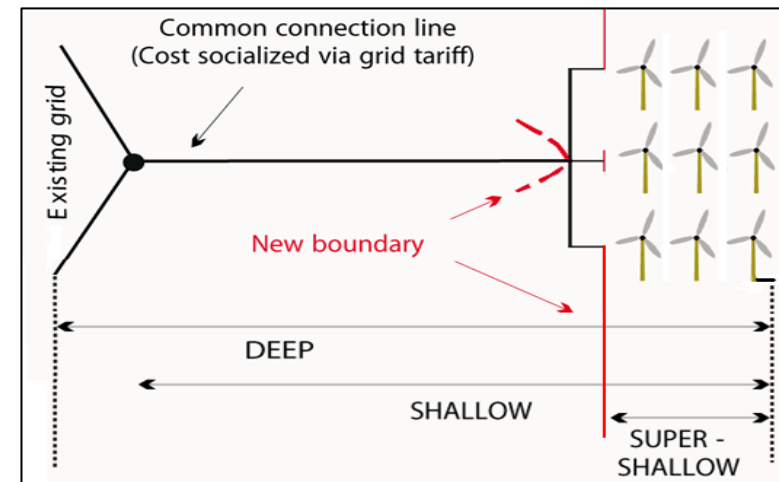 Common connection line
(Cost socialized via grid tariff)
Existing grid
New boundary
DEEP
SHALLOW
SUPER -
SHALLOW